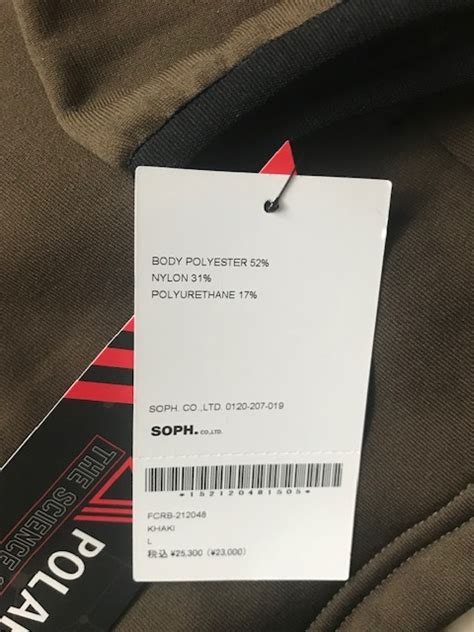 BODY POLYESTER 52%
NYLON 31%
POLYURETHANE 17%
SOPH. CO.,LTD. 0120-207-019
SOPH. CO.,LTD.
*152120481505*
FCRB-212048
KHAKI
L
税込 ¥25,300 (¥23,000)
THE SCIENCE
POLA